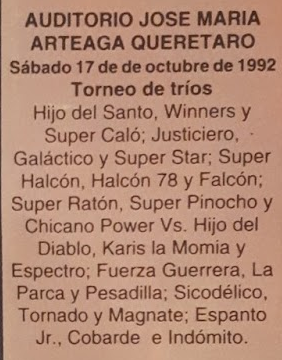 AUDITORIO JOSE MARIA
ARTEAGA QUERETARO
Sábado 17 de de octubre de 1992
Torneo de tríos
Hijo del Santo, Winners y
Super Caló; Justiciero,
Galáctico y Super Star; Super
Halcón, Halcón 78 y Falcón;
Super Ratón, Super Pinocho y
Chicano Power Vs. Hijo del
Diablo, Karis la Momia y
Espectro; Fuerza Guerrera, La
Parca y Pesadilla; Sicodélico,
Tornado y Magnate; Espanto
Jr., Cobarde e Indómito.